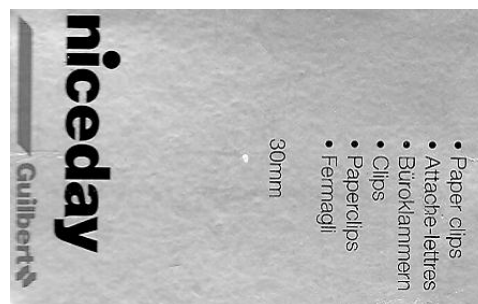 • Paper clips
• Attache-lettres
• Büroklammern
• Clips
• Paperclips
• Fermagli
30mm
niceday
Guilbert